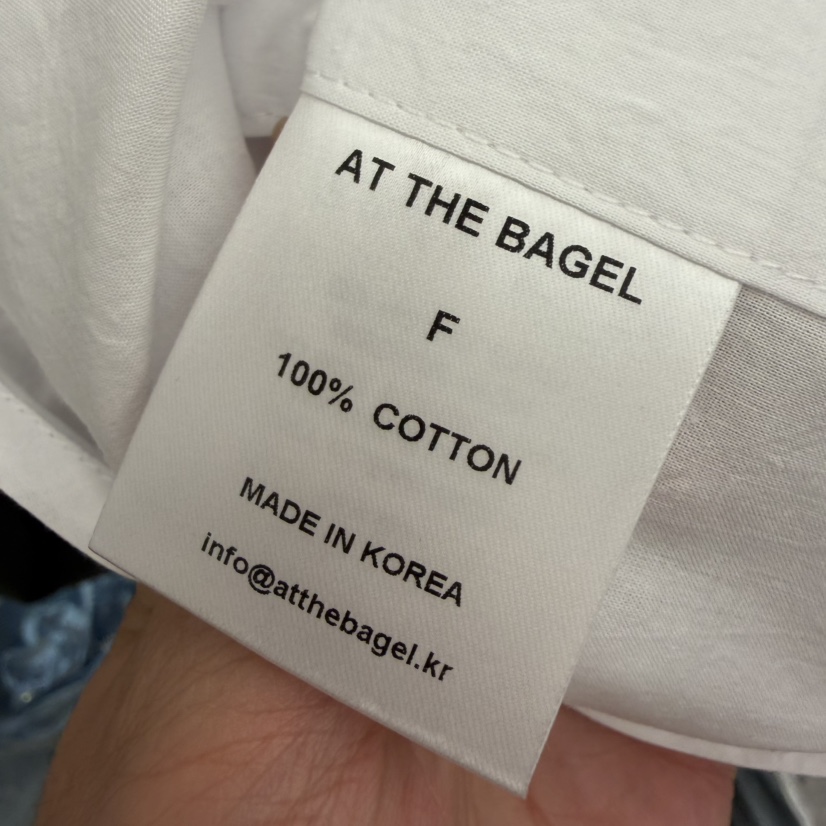 AT THE BAGEL
F
100% COTTON
MADE IN KOREA
info@atthebagel.kr